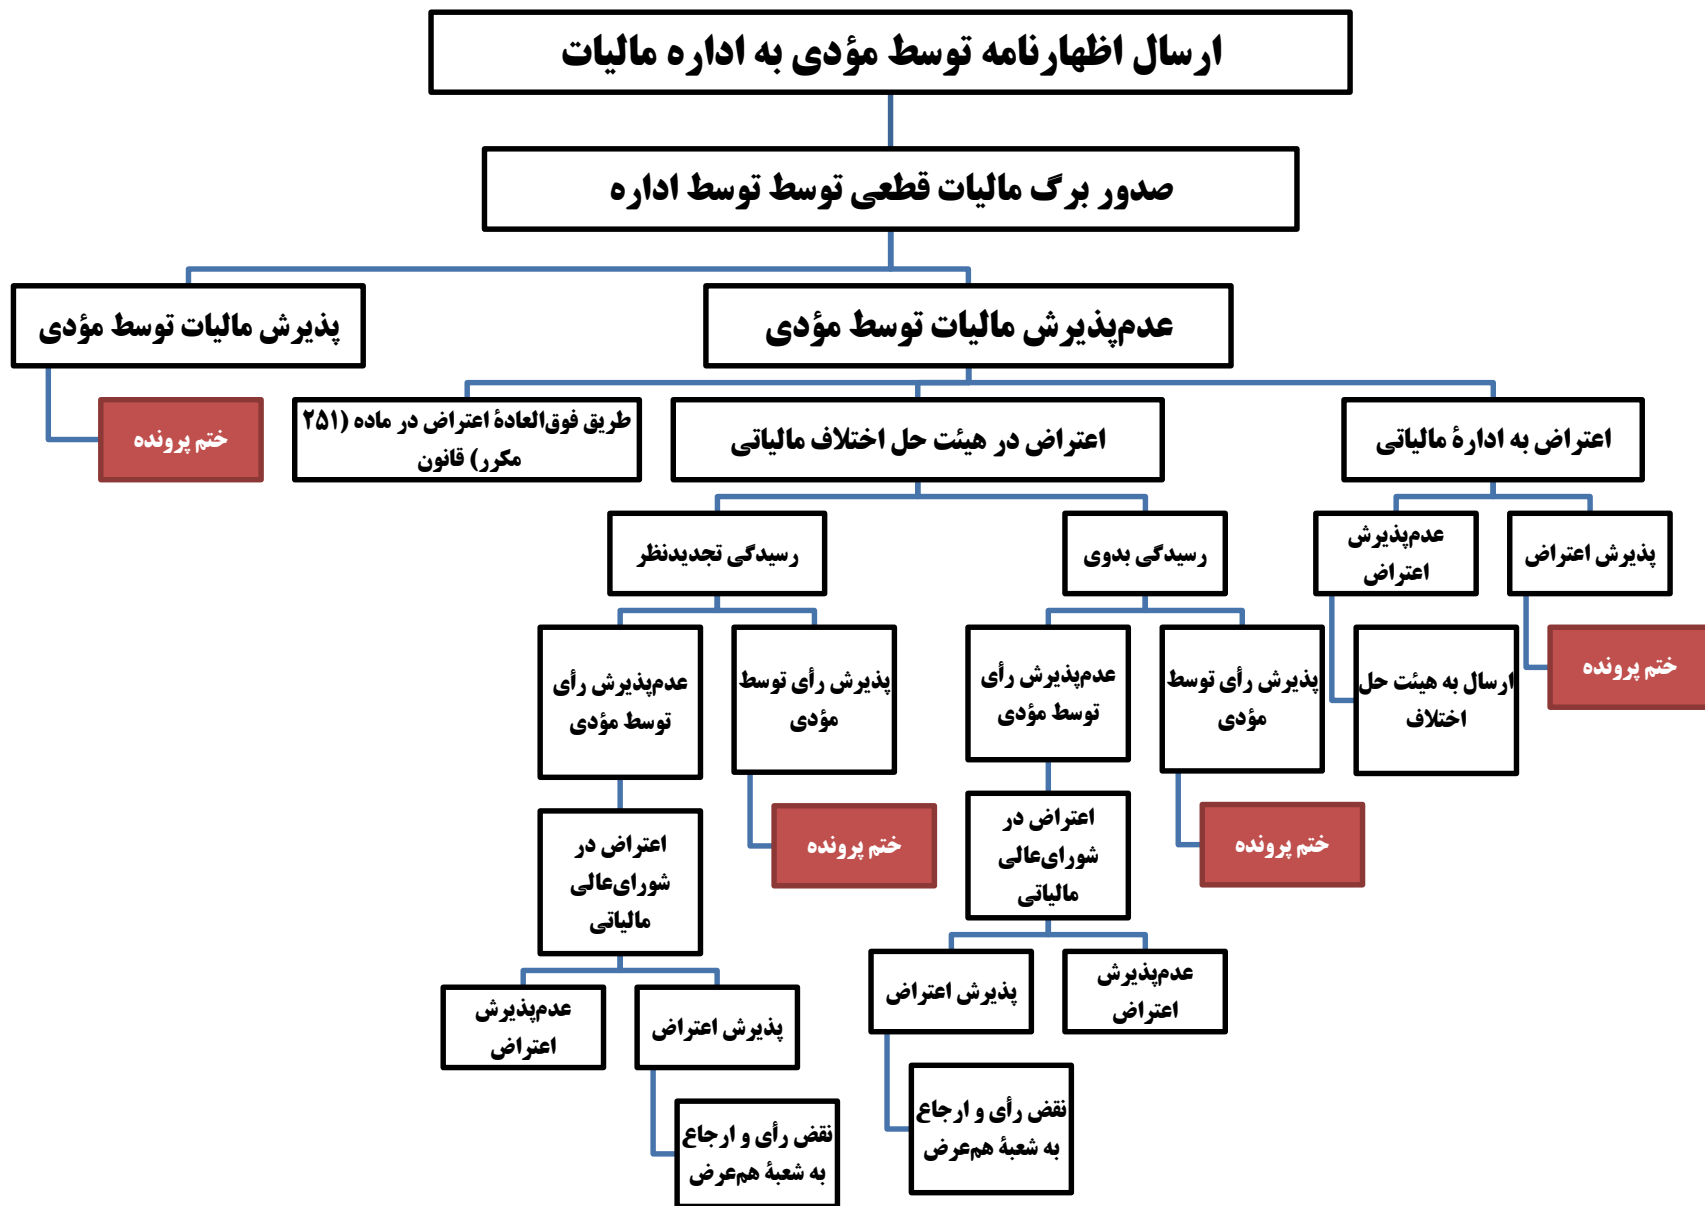 ارسال اظهارنامه توسط مؤدی به اداره مالیات
صدور برگ مالیات قطعی توسط توسط اداره
عدم‌پذیرش مالیات توسط مؤدی
پذیرش مالیات توسط مؤدی
اعتراض به ادارهٔ مالیاتی
اعتراض در هیئت حل اختلاف مالیاتی
طریق فوق‌العادهٔ اعتراض در ماده (۲۵۱
مکرر) قانون
ختم پرونده
پذیرش اعتراض
عدم‌پذیرش
اعتراض
رسیدگی بدوی
رسیدگی تجدیدنظر
ختم پرونده
ارسال به هیئت حل
اختلاف
پذیرش رأی توسط
مؤدی
عدم‌پذیرش رأی
توسط مؤدی
پذیرش رأی توسط
مؤدی
عدم‌پذیرش رأی
توسط مؤدی
ختم پرونده
اعتراض در
شورای‌عالی
مالیاتی
ختم پرونده
اعتراض در
شورای‌عالی
مالیاتی
عدم‌پذیرش
اعتراض
پذیرش اعتراض
پذیرش اعتراض
عدم‌پذیرش
اعتراض
نقض رأی و ارجاع
به شعبهٔ هم‌عرض
نقض رأی و ارجاع
به شعبهٔ هم‌عرض